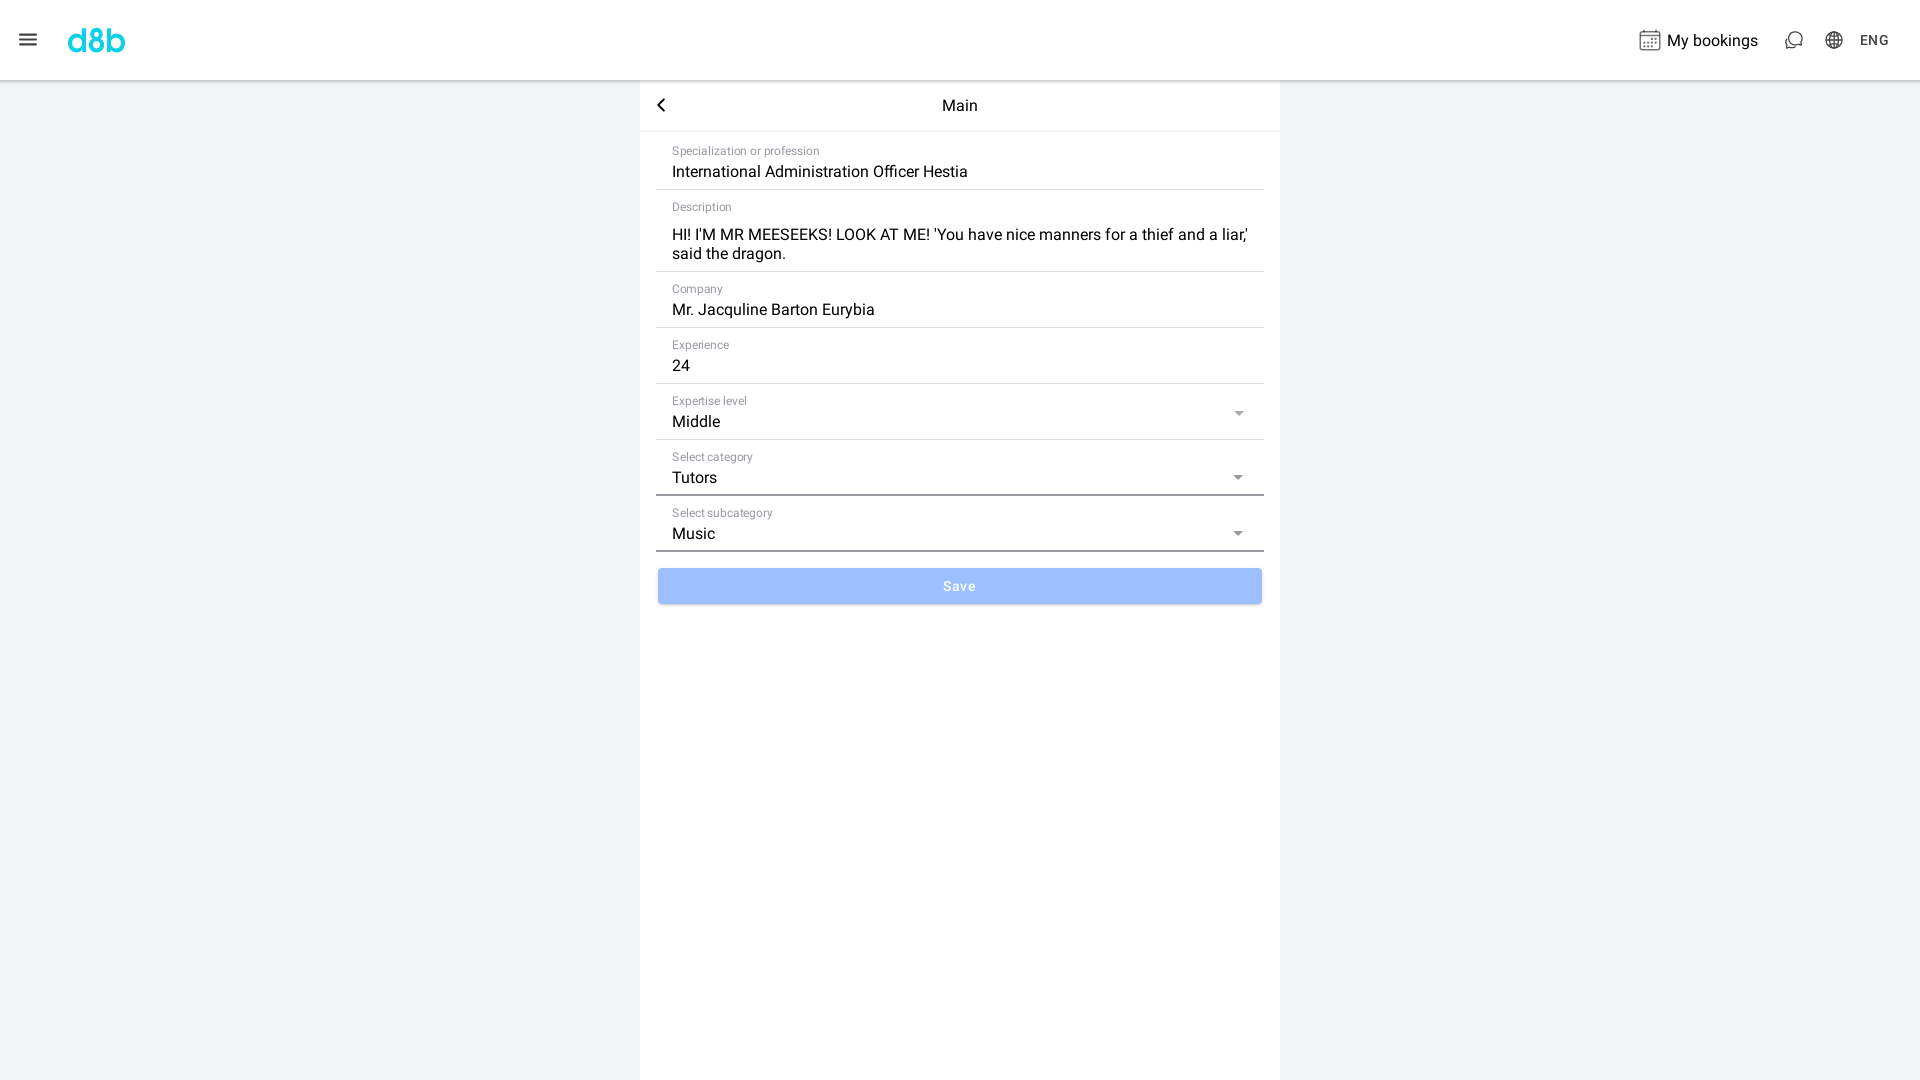 d8b
My bookings
ENG
Main
Specialization or profession
International Administration Officer Hestia
Description
HI! I'M MR MEESEEKS! LOOK AT ME! 'You have nice manners for a thief and a liar,'
said the dragon.
Company
Mr. Jacquline Barton Eurybia
Experience
24
Expertise level
Middle
Select category
Tutors
Select subcategory
Music
Save